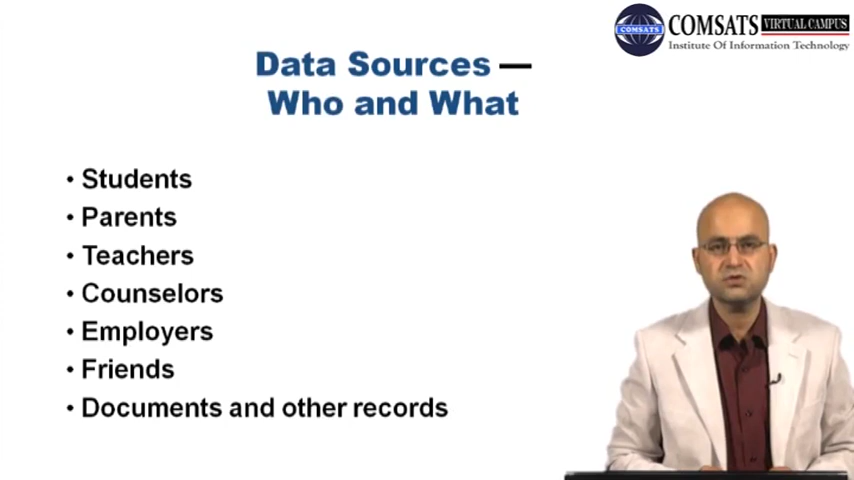 COMSATS VIRTUAL CAMPUS
COMSATS
Institute Of Information Technology
Data Sources —
Who and What
• Students
• Parents
• Teachers
• Counselors
• Employers
• Friends
• Documents and other records